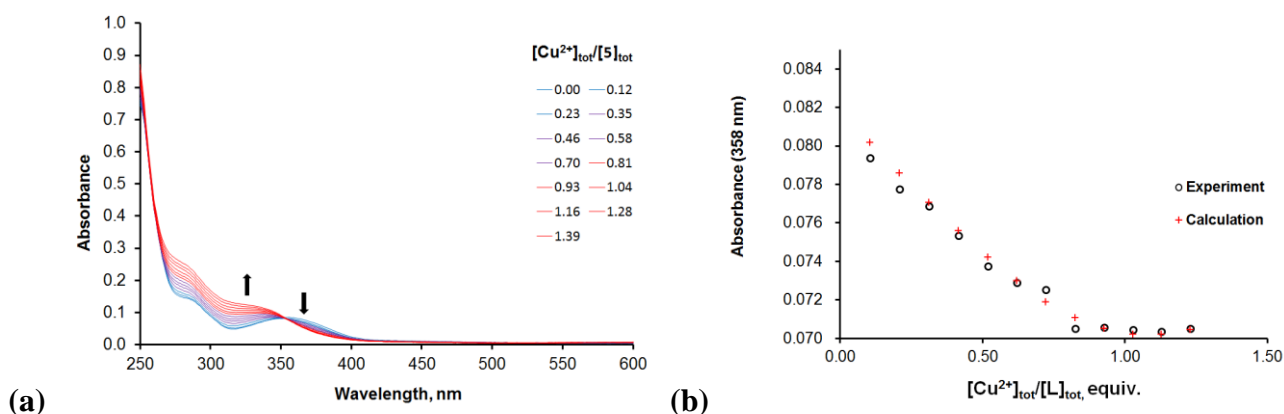 1.0
0.9
0.8
0.7
0.6
0.5
0.4
0.3
0.2
0.1
0.0
Absorbance
250 300 350 400 450 500 550 600
Wavelength, nm
[Cu²⁺]tot/[5]tot
0.00 0.12
0.23 0.35
0.46 0.58
0.70 0.81
0.93 1.04
1.16 1.28
1.39
(a)
0.084
0.082
0.080
0.078
0.076
0.074
0.072
0.070
Absorbance (358 nm)
0.00 0.50 1.00 1.50
[Cu²⁺]tot/[L]tot, equiv.
Experiment
Calculation
(b)